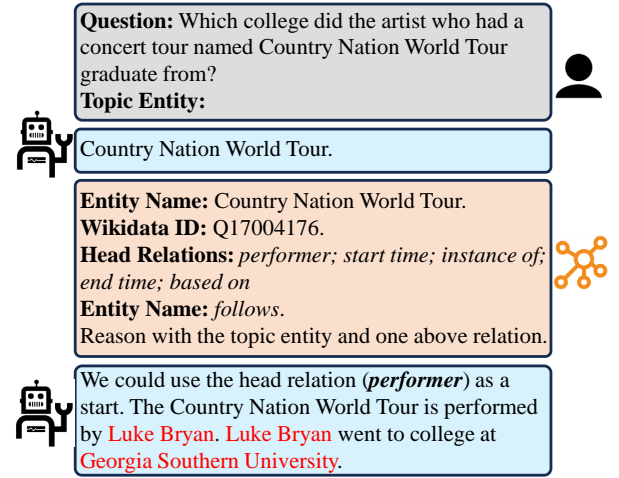 Question: Which college did the artist who had a
concert tour named Country Nation World Tour
graduate from?
Topic Entity:
Country Nation World Tour.
Entity Name: Country Nation World Tour.
Wikidata ID: Q17004176.
Head Relations: performer; start time; instance of;
end time; based on
Entity Name: follows.
Reason with the topic entity and one above relation.
We could use the head relation (performer) as a
start. The Country Nation World Tour is performed
by Luke Bryan. Luke Bryan went to college at
Georgia Southern University.